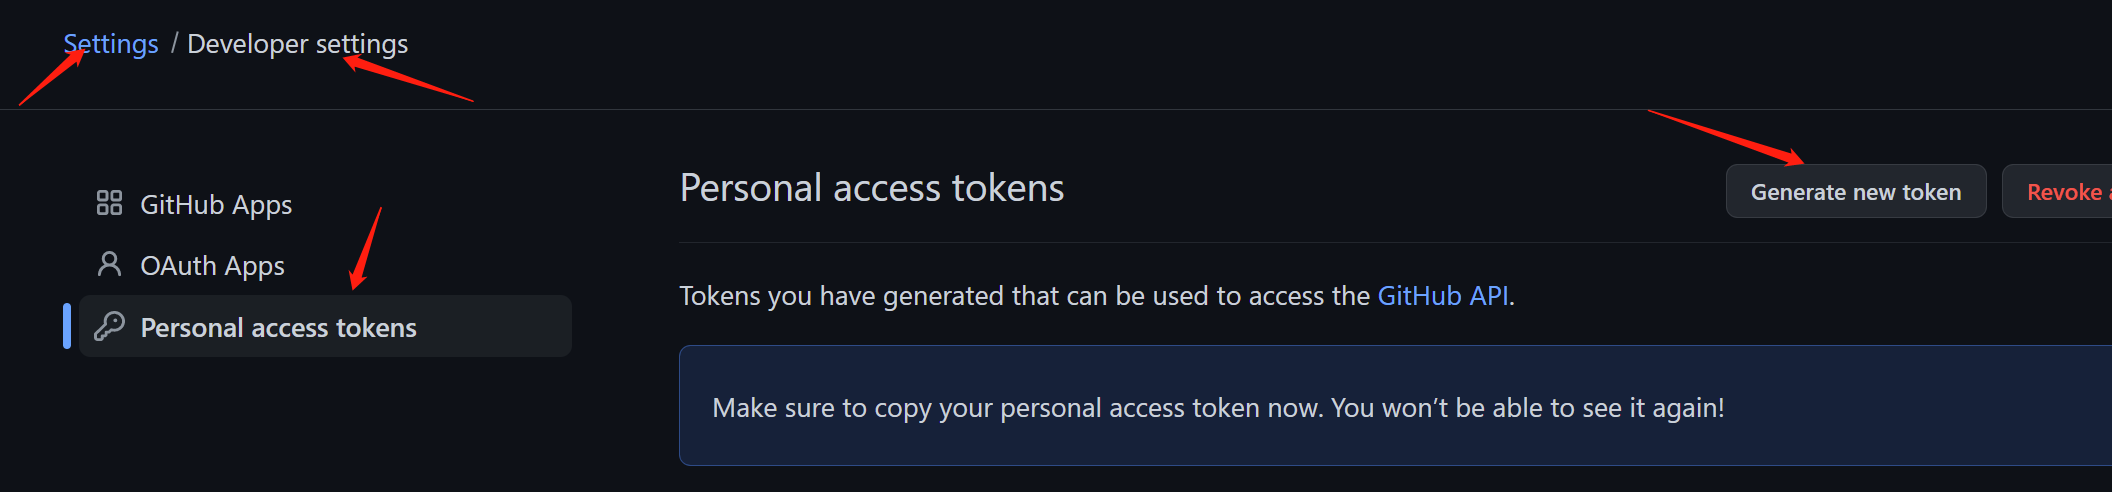 Settings / Developer settings
GitHub Apps
OAuth Apps
Personal access tokens
Personal access tokens
Generate new token
Revoke
Tokens you have generated that can be used to access the GitHub API.
Make sure to copy your personal access token now. You won’t be able to see it again!